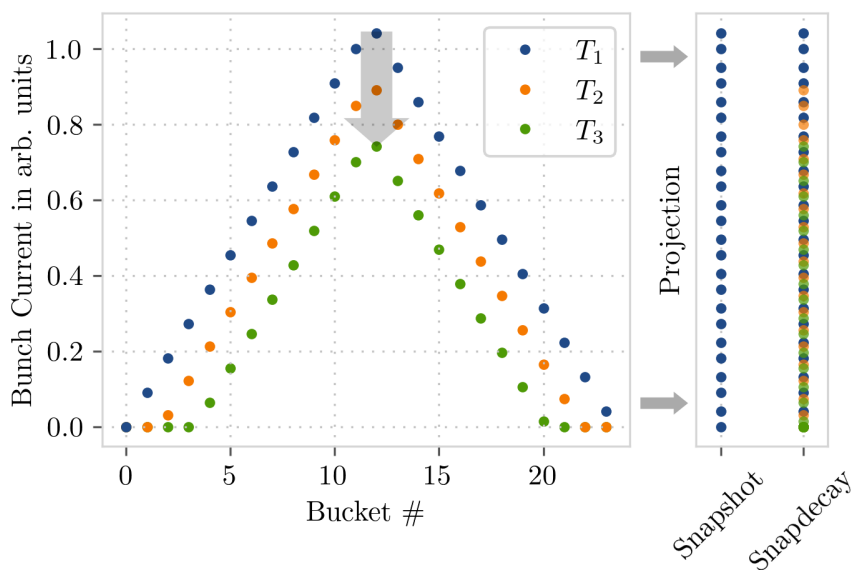 Bunch Current in arb. units
1.0
0.8
0.6
0.4
0.2
0.0
0
5
10
15
20
Bucket #
T₁
T₂
T₃
Projection
Snapshot
Snapdecay